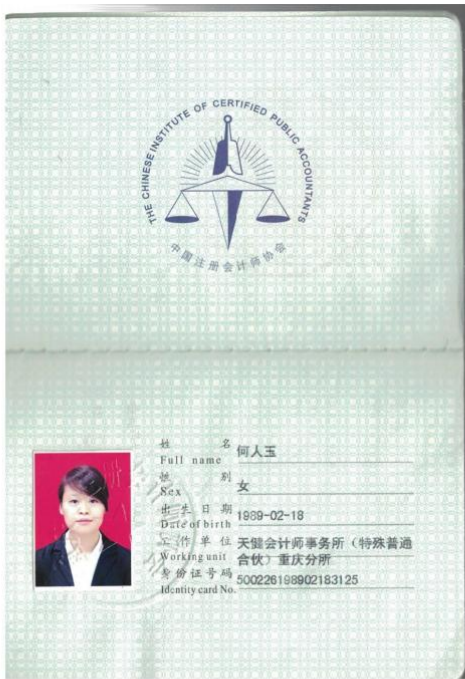 THE CHINESE INSTITUTE OF CERTIFIED PUBLIC ACCOUNTANTS
中国注册会计师协会
姓 名 何人玉
Full name
性 别 女
Sex
出生日期 1989-02-18
Date of birth
工作单位 天健会计师事务所（特殊普通
Working unit 合伙）重庆分所
身份证号码 500226198902183125
Identity card No.